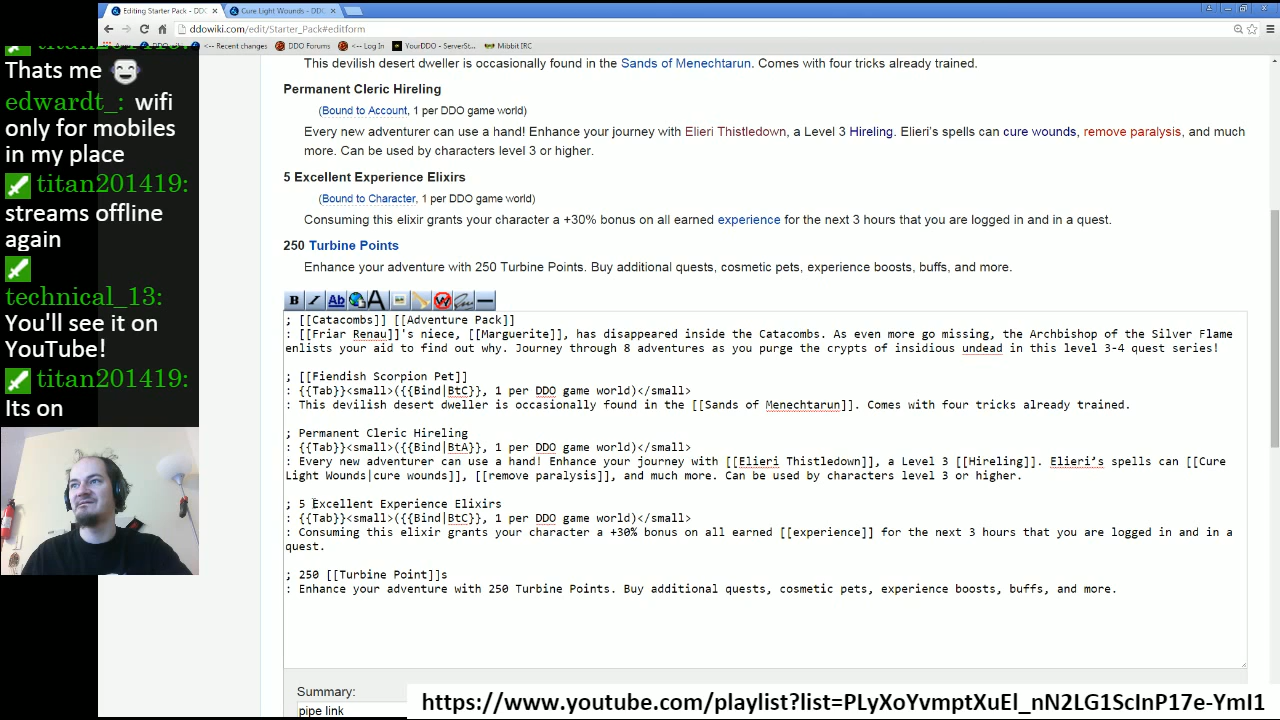 Editing Starter Pack - DDO
Cure Light Wounds - DDO
ddowiki.com/edit/Starter_Pack#editform
<-- Recent changes
DDO Forums
<-- Log In
YourDDO - ServerSt...
Mibbit IRC
Thats me
edwardt_: wifi
only for mobiles
in my place
titan201419:
streams offline
again
technical_13:
You'll see it on
YouTube!
titan201419:
Its on
This devilish desert dweller is occasionally found in the Sands of Menechtarun. Comes with four tricks already trained.
Permanent Cleric Hireling
(Bound to Account, 1 per DDO game world)
Every new adventurer can use a hand! Enhance your journey with Elieri Thistledown, a Level 3 Hireling. Elieri's spells can cure wounds, remove paralysis, and much
more. Can be used by characters level 3 or higher.
5 Excellent Experience Elixirs
(Bound to Character, 1 per DDO game world)
Consuming this elixir grants your character a +30% bonus on all earned experience for the next 3 hours that you are logged in and in a quest.
250 Turbine Points
Enhance your adventure with 250 Turbine Points. Buy additional quests, cosmetic pets, experience boosts, buffs, and more.
B I Ab A W
; [[Catacombs]] [[Adventure Pack]]
: [[Friar Renau]]'s niece, [[Marguerite]], has disappeared inside the Catacombs. As even more go missing, the Archbishop of the Silver Flame
enlists your aid to find out why. Journey through 8 adventures as you purge the crypts of insidious undead in this level 3-4 quest series!
; [[Fiendish Scorpion Pet]]
: {{Tab}}<small>({{Bind|BtC}}, 1 per DDO game world)</small>
: This devilish desert dweller is occasionally found in the [[Sands of Menechtarun]]. Comes with four tricks already trained.
; Permanent Cleric Hireling
: {{Tab}}<small>({{Bind|BtA}}, 1 per DDO game world)</small>
: Every new adventurer can use a hand! Enhance your journey with [[Elieri Thistledown]], a Level 3 [[Hireling]]. Elieri's spells can [[Cure
Light Wounds|cure wounds]], [[remove paralysis]], and much more. Can be used by characters level 3 or higher.
; 5 Excellent Experience Elixirs
: {{Tab}}<small>({{Bind|BtC}}, 1 per DDO game world)</small>
: Consuming this elixir grants your character a +30% bonus on all earned [[experience]] for the next 3 hours that you are logged in and in a
quest.
; 250 [[Turbine Point]]s
: Enhance your adventure with 250 Turbine Points. Buy additional quests, cosmetic pets, experience boosts, buffs, and more.
Summary:
pipe link
https://www.youtube.com/playlist?list=PLyXoYvmptXuEl_nN2LG1ScInP17e-YmI1